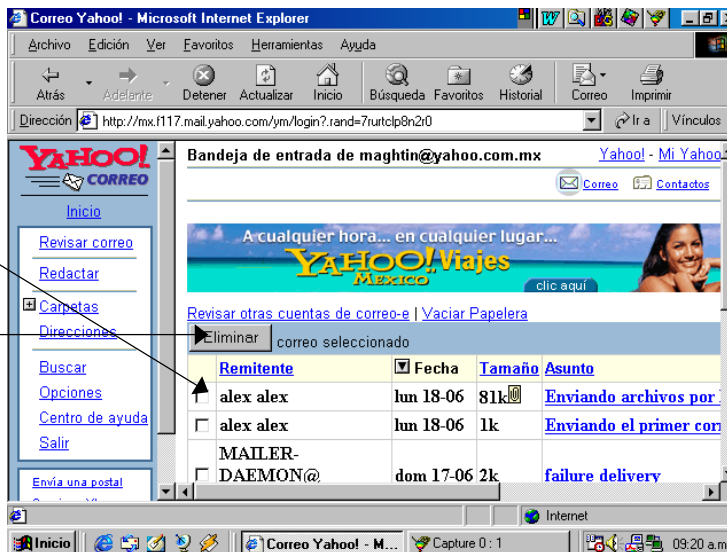 Correo Yahoo! - Microsoft Internet Explorer
Archivo Edición Ver Favoritos Herramientas Ayuda
Atrás Adelante Detener Actualizar Inicio Búsqueda Favoritos Historial Correo Imprimir
Dirección http://mx.f117.mail.yahoo.com/ym/login?.rand=7rurtclp8n2r0 Ir a Vínculos
YAHOO! CORREO
Inicio
Revisar correo
Redactar
Carpetas
Direcciones
Buscar
Opciones
Centro de ayuda
Salir
Envía una postal
Bandeja de entrada de maghtin@yahoo.com.mx Yahoo! - Mi Yahoo
Correo Contactos
A cualquier hora... en cualquier lugar...
YAHOO! Viajes
MEXICO
clic aquí
Revisar otras cuentas de correo-e | Vaciar Papelera
Eliminar correo seleccionado
Remitente Fecha Tamaño Asunto
alex alex lun 18-06 81k Enviando archivos por
alex alex lun 18-06 1k Enviando el primer corr
MAILER-
DAEMON@ dom 17-06 2k failure delivery
Internet
Inicio Correo Yahoo! - M... Capture 0 : 1 09:20 a.m.